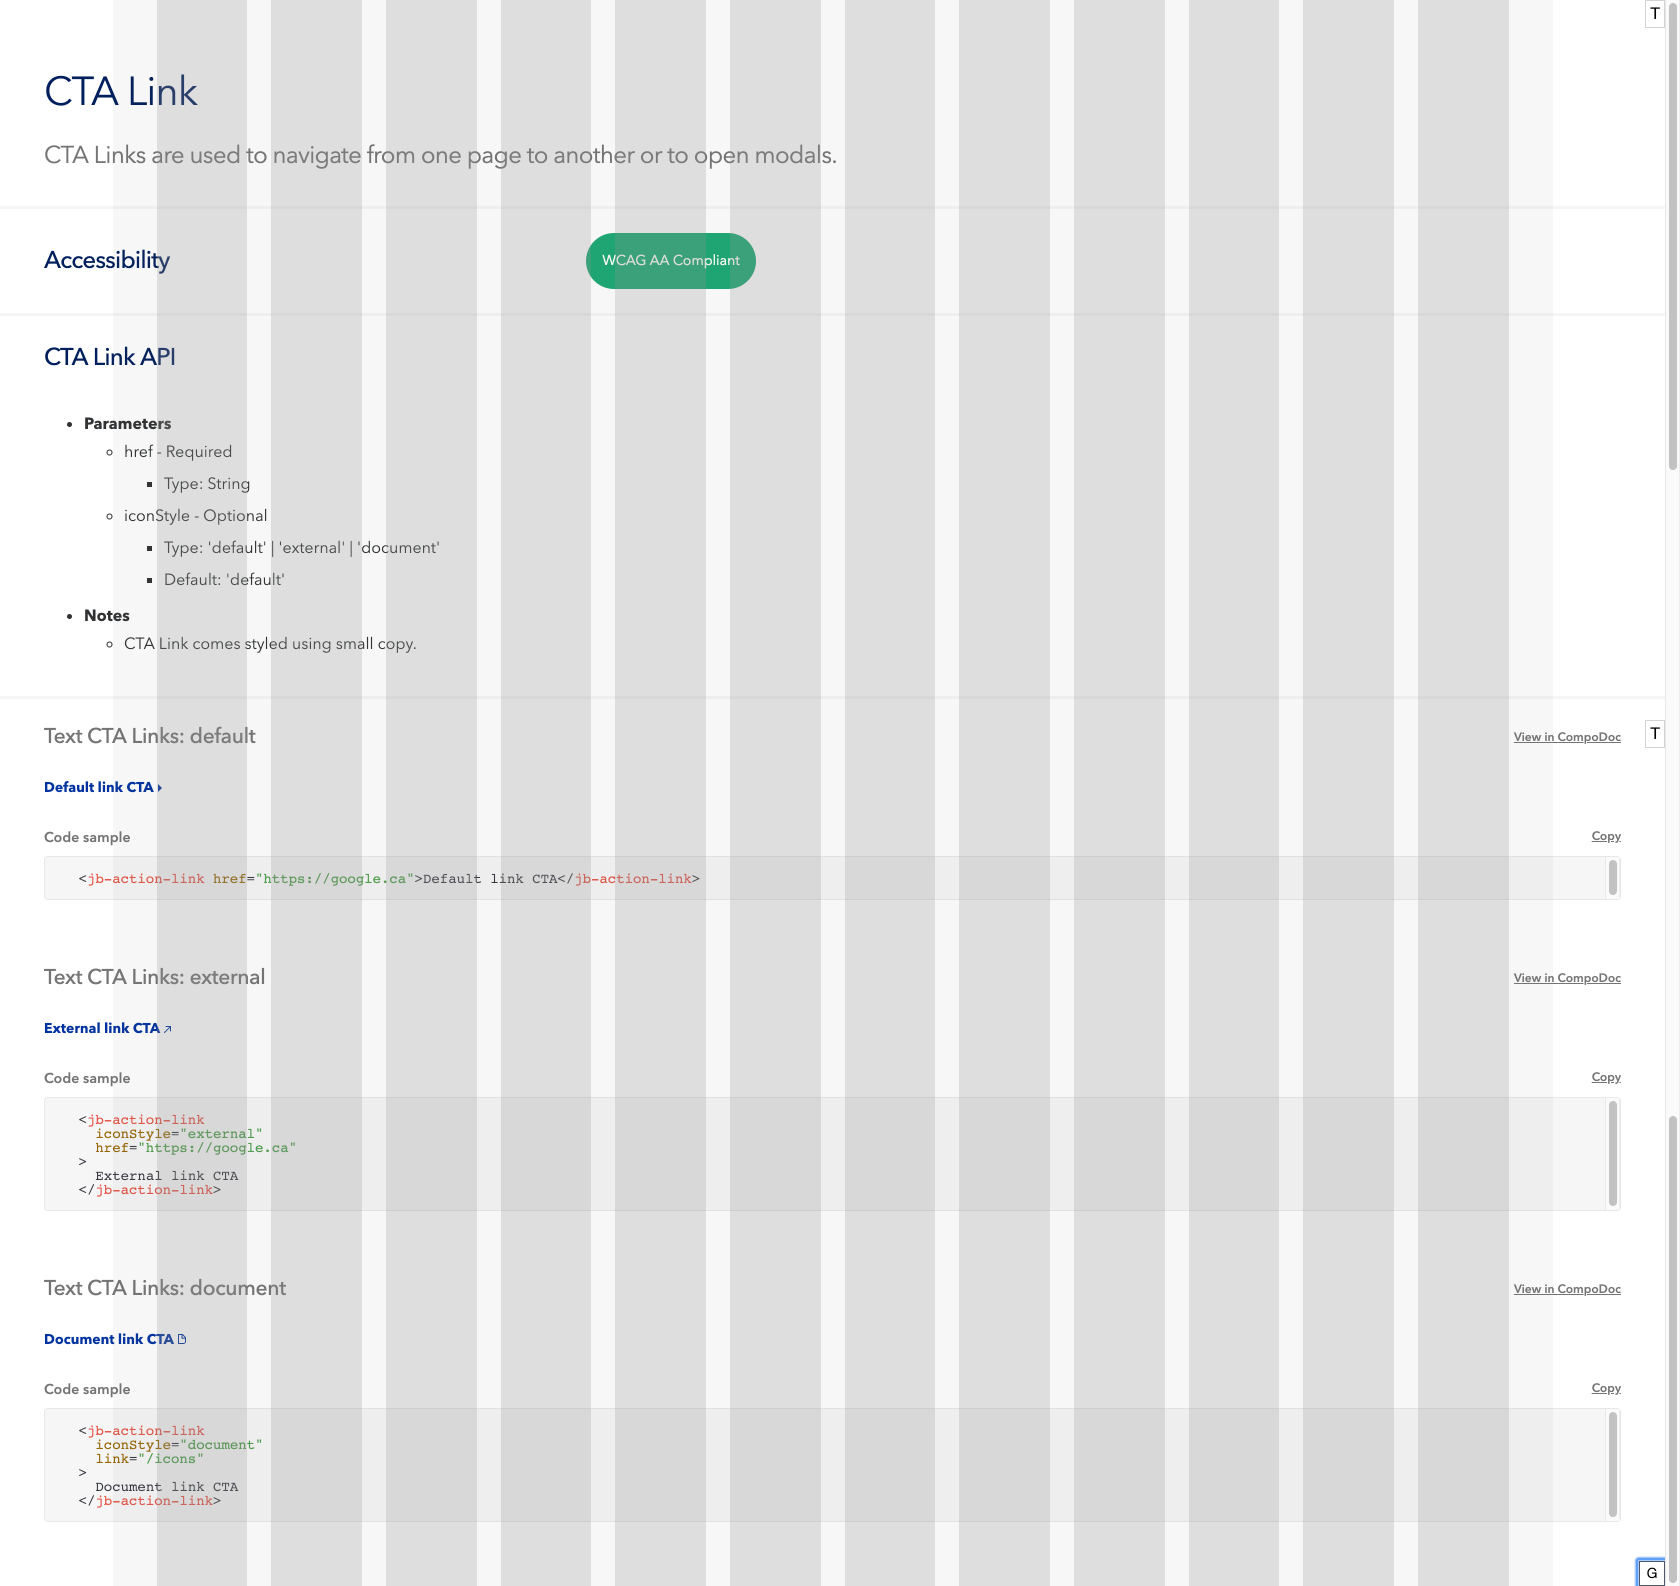 T
CTA Link
CTA Links are used to navigate from one page to another or to open modals.
Accessibility
WCAG AA Compliant
CTA Link API
Parameters
href - Required
Type: String
iconStyle - Optional
Type: 'default' | 'external' | 'document'
Default: 'default'
Notes
CTA Link comes styled using small copy.
Text CTA Links: default
View in CompoDoc
T
Default link CTA
Code sample
Copy
<jb-action-link href="https://google.ca">Default link CTA</jb-action-link>
Text CTA Links: external
View in CompoDoc
External link CTA
Code sample
Copy
<jb-action-link
iconStyle="external"
href="https://google.ca"
>
External link CTA
</jb-action-link>
Text CTA Links: document
View in CompoDoc
Document link CTA
Code sample
Copy
<jb-action-link
iconStyle="document"
link="/icons"
>
Document link CTA
</jb-action-link>
G